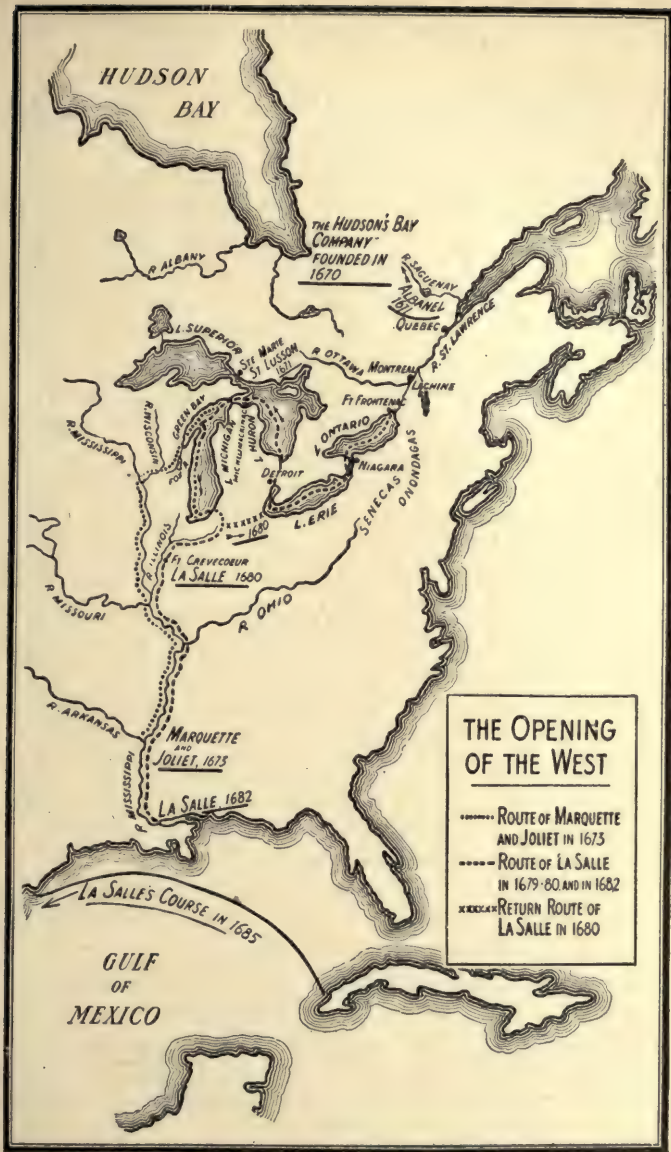 HUDSON
BAY
THE HUDSON'S BAY
COMPANY
FOUNDED IN
1670
R. ALBANY
R. SAGUENAY
ALBANEL
1671
QUEBEC
R. ST. LAWRENCE
L. SUPERIOR
STE MARIE
ST LUSSON
1671
R. OTTAWA
MONTREAL
LACHINE
FT FRONTENAC
R. MISSISSIPPI
R. WISCONSIN
GREEN BAY
FOX R
L. MICHIGAN
MICHILIMACKINAC
L. HURON
L. ONTARIO
NIAGARA
DETROIT
L. ERIE
SENECAS
ONONDAGAS
1680
R. ILLINOIS
FT CREVECOEUR
LA SALLE 1680
R. MISSOURI
R. OHIO
R. ARKANSAS
MARQUETTE
AND
JOLIET, 1673
R. MISSISSIPPI
LA SALLE, 1682
LA SALLE'S COURSE IN 1685
GULF
OF
MEXICO
THE OPENING
OF THE WEST
ROUTE OF MARQUETTE
AND JOLIET IN 1673
ROUTE OF LA SALLE
IN 1679-80 AND IN 1682
RETURN ROUTE OF
LA SALLE IN 1680